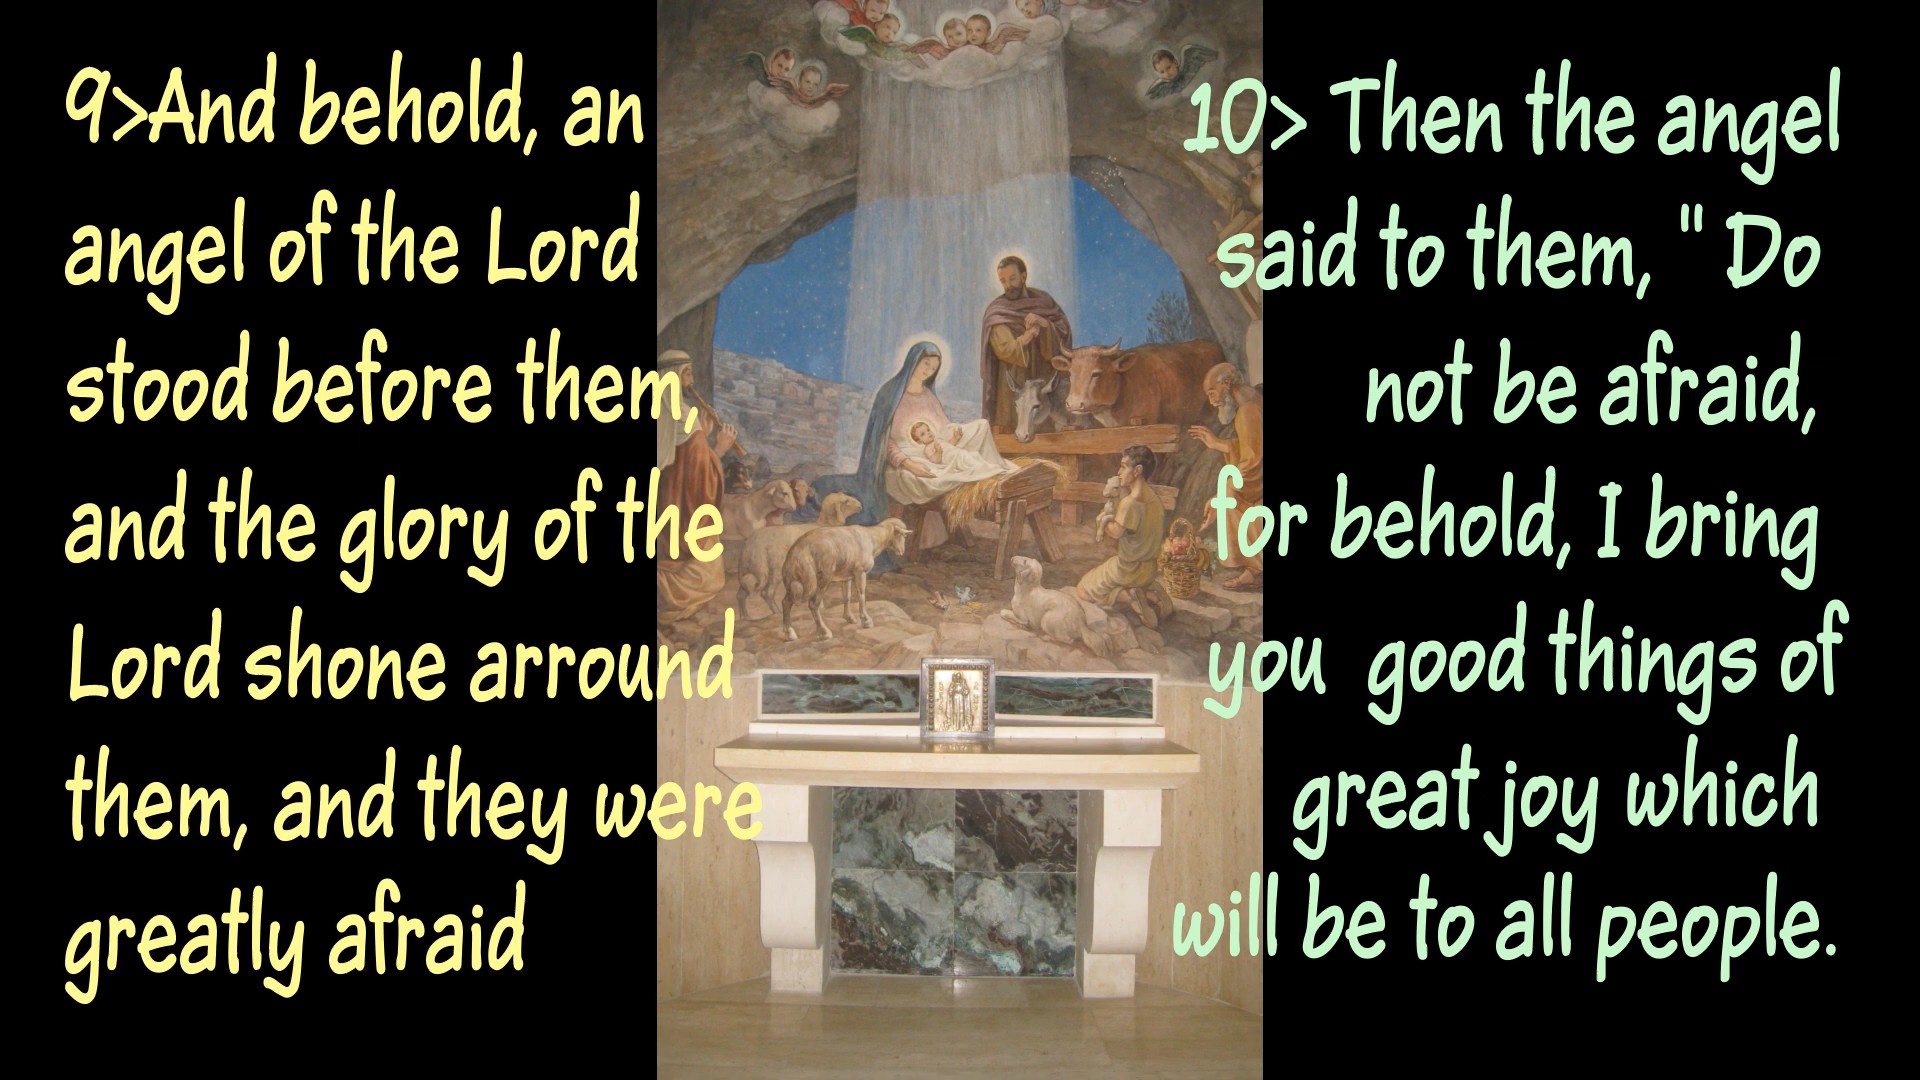 9>And behold, an
angel of the Lord
stood before them,
and the glory of the
Lord shone arround
them, and they were
greatly afraid
10> Then the angel
said to them, " Do
not be afraid,
for behold, I bring
you good things of
great joy which
will be to all people.